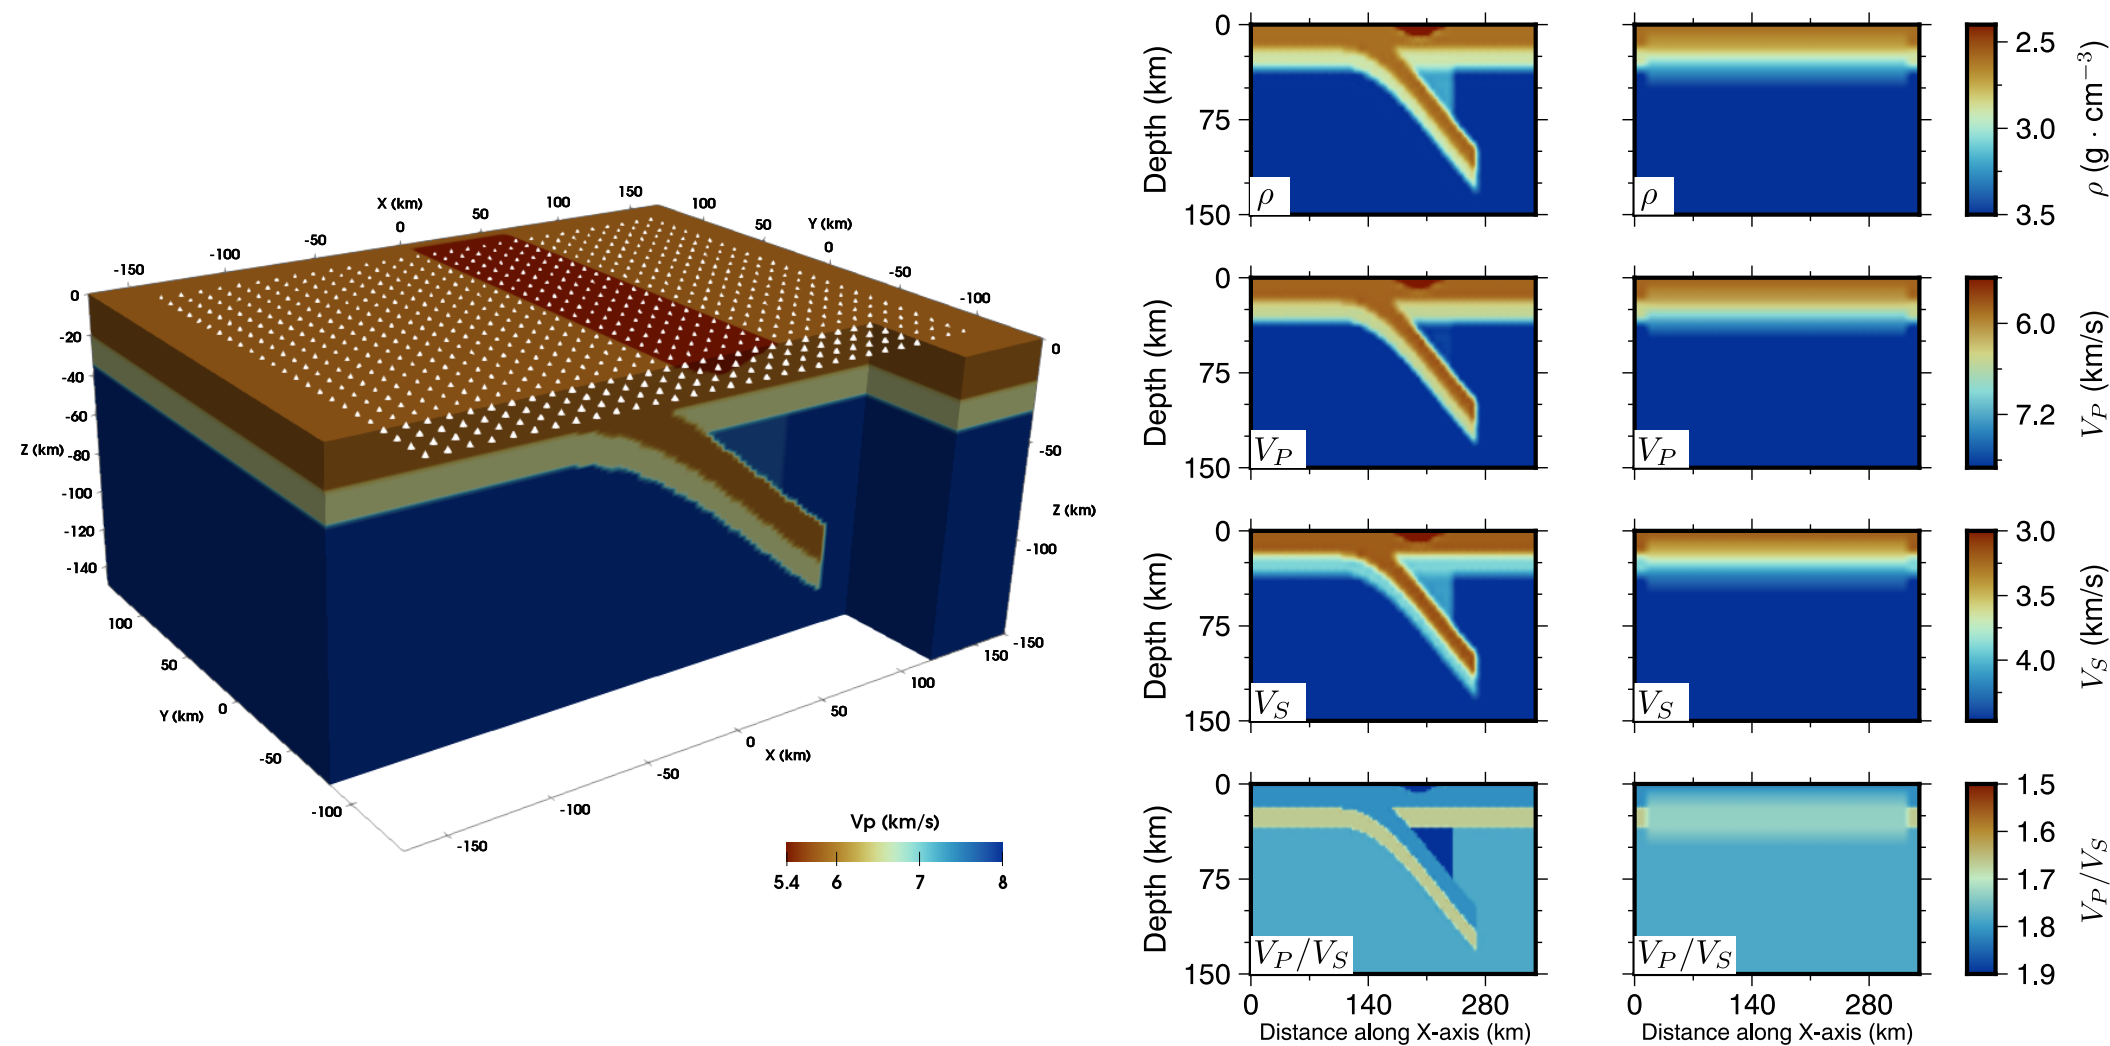 X (km)
-150
-100
-50
0
50
100
150
100
50
0
-50
-100
Y (km)
0
-20
-40
-60
-80
-100
-120
-140
Z (km)
0
-50
-100
-150
Z (km)
100
50
0
-50
-100
Y (km)
-150
-100
-50
0
50
100
150
X (km)
Vp (km/s)
5.4 6 7 8
Depth (km)
0
75
150
ρ
ρ
2.5
3.0
3.5
ρ (g · cm⁻³)
Depth (km)
0
75
150
V_P
V_P
6.0
7.2
V_P (km/s)
Depth (km)
0
75
150
V_S
V_S
3.0
3.5
4.0
V_S (km/s)
Depth (km)
0
75
150
V_P/V_S
V_P/V_S
1.5
1.6
1.7
1.8
1.9
V_P/V_S
0 140 280
Distance along X-axis (km)
0 140 280
Distance along X-axis (km)